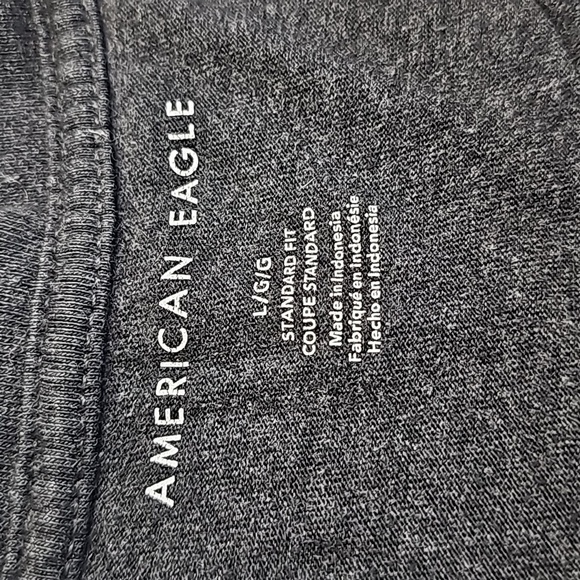 AMERICAN EAGLE
L/G/G
STANDARD FIT
COUPE STANDARD
Made in Indonesia
Fabriqué en Indonésie
Hecho en Indonesia